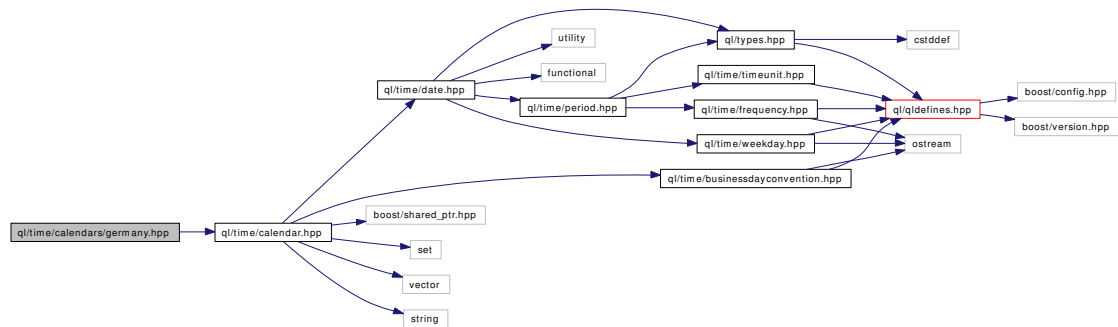 utility
ql/types.hpp
cstddef
functional
ql/time/timeunit.hpp
ql/time/date.hpp
boost/config.hpp
ql/time/period.hpp
ql/time/frequency.hpp
ql/qldefines.hpp
boost/version.hpp
ql/time/weekday.hpp
ostream
ql/time/businessdayconvention.hpp
boost/shared_ptr.hpp
ql/time/calendars/germany.hpp
ql/time/calendar.hpp
set
vector
string